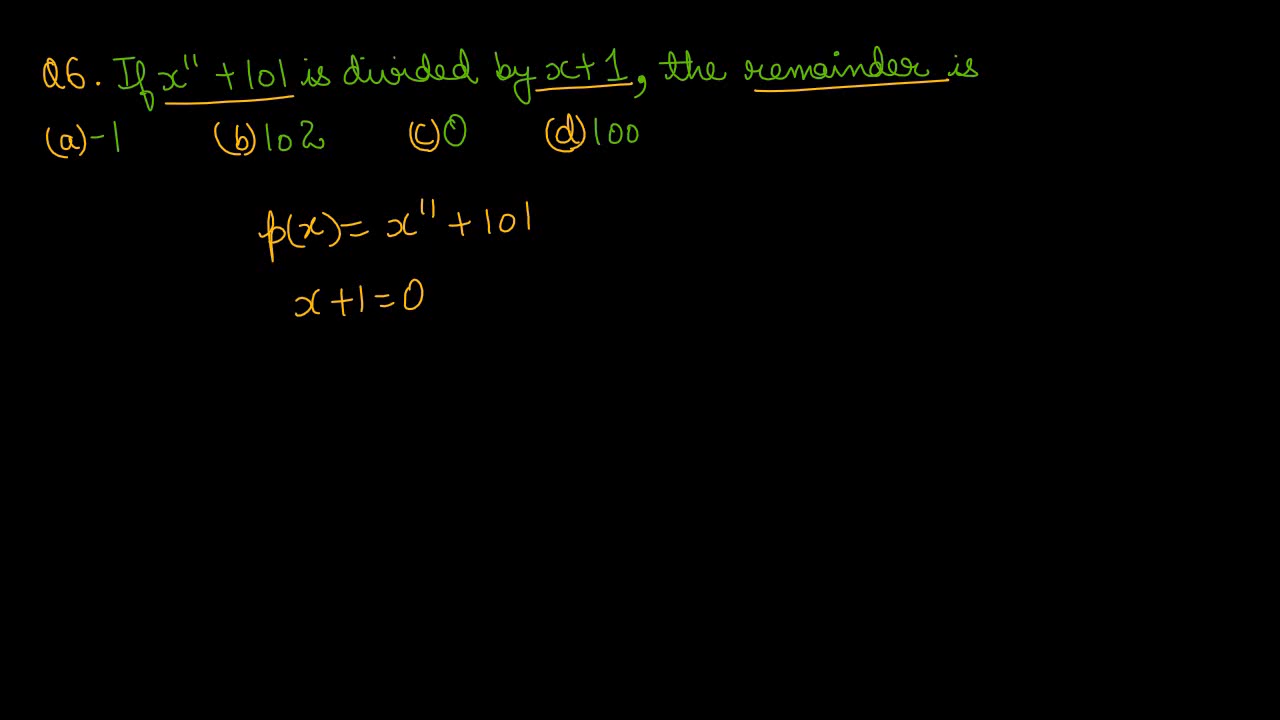 Q6. If x¹¹ + 101 is divided by x+1, the remainder is
(a) -1 (b) 102 (c) 0 (d) 100
p(x) = x¹¹ + 101
x + 1 = 0